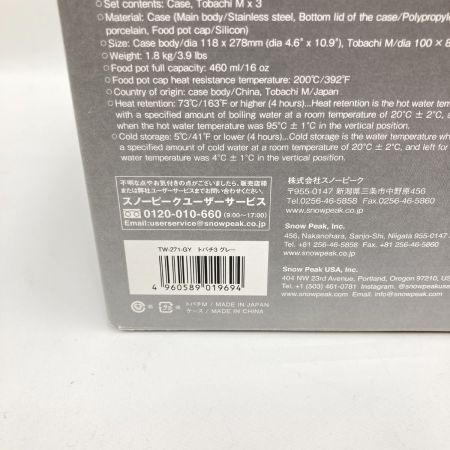 Set contents: Case, Tobachi M x 3
○Material: Case (Main body/Stainless steel, Bottom lid of the case/Polypropyl
porcelain, Food pot cap/Silicon)
○Size: Case body/dia 118 x 278mm (dia 4.6" x 10.9"), Tobachi M/dia 100 x 8
○Weight: 1.8 kg/3.9 lbs
○Food pot full capacity: 460 ml/16 oz
○Food pot cap heat resistance temperature: 200℃/392℉
○Country of origin: case body/China, Tobachi M/Japan
○Heat retention: 73℃/163℉ or higher (4 hours)...Heat retention is the hot water tem
with a specified amount of boiling water at a room temperature of 20℃ ± 2℃, a
when the hot water was 95℃ ± 1℃ in the vertical position.
○Cold storage: 5℃/41℉ or lower (4 hours)...Cold storage is the water temperature wh
a specified amount of cold water at a room temperature of 20℃ ± 2℃, and left for
water was 4℃ ± 1℃ in the vertical position.
不明な点やお気付きの点がございましたら、販売店様
または弊社ユーザーサービスまでお問い合わせください。
スノーピークユーザーサービス
0120-010-660 (9:00~17:00)
Email:userservice@snowpeak.co.jp
株式会社スノーピーク
〒955-0147 新潟県三条市中野原456
Tel.0256-46-5858 Fax.0256-46-5860
www.snowpeak.co.jp
Snow Peak, Inc.
456, Nakanohara, Sanjo-Shi, Niigata 955-0147
Tel. +81 256-46-5858 Fax. +81 256-46-5860
www.snowpeak.co.jp
Snow Peak USA, Inc.
404 NW 23rd Avenue, Portland, Oregon 97210,
Tel. +1 (503) 461-0781 Instagram. @snowpeakus
Email. info@snowpeak.com www.snowpeak.com
TW-271-GY トバチ3 グレー
4 960589 019694
トバチM / MADE IN JAPAN
ケース / MADE IN CHINA